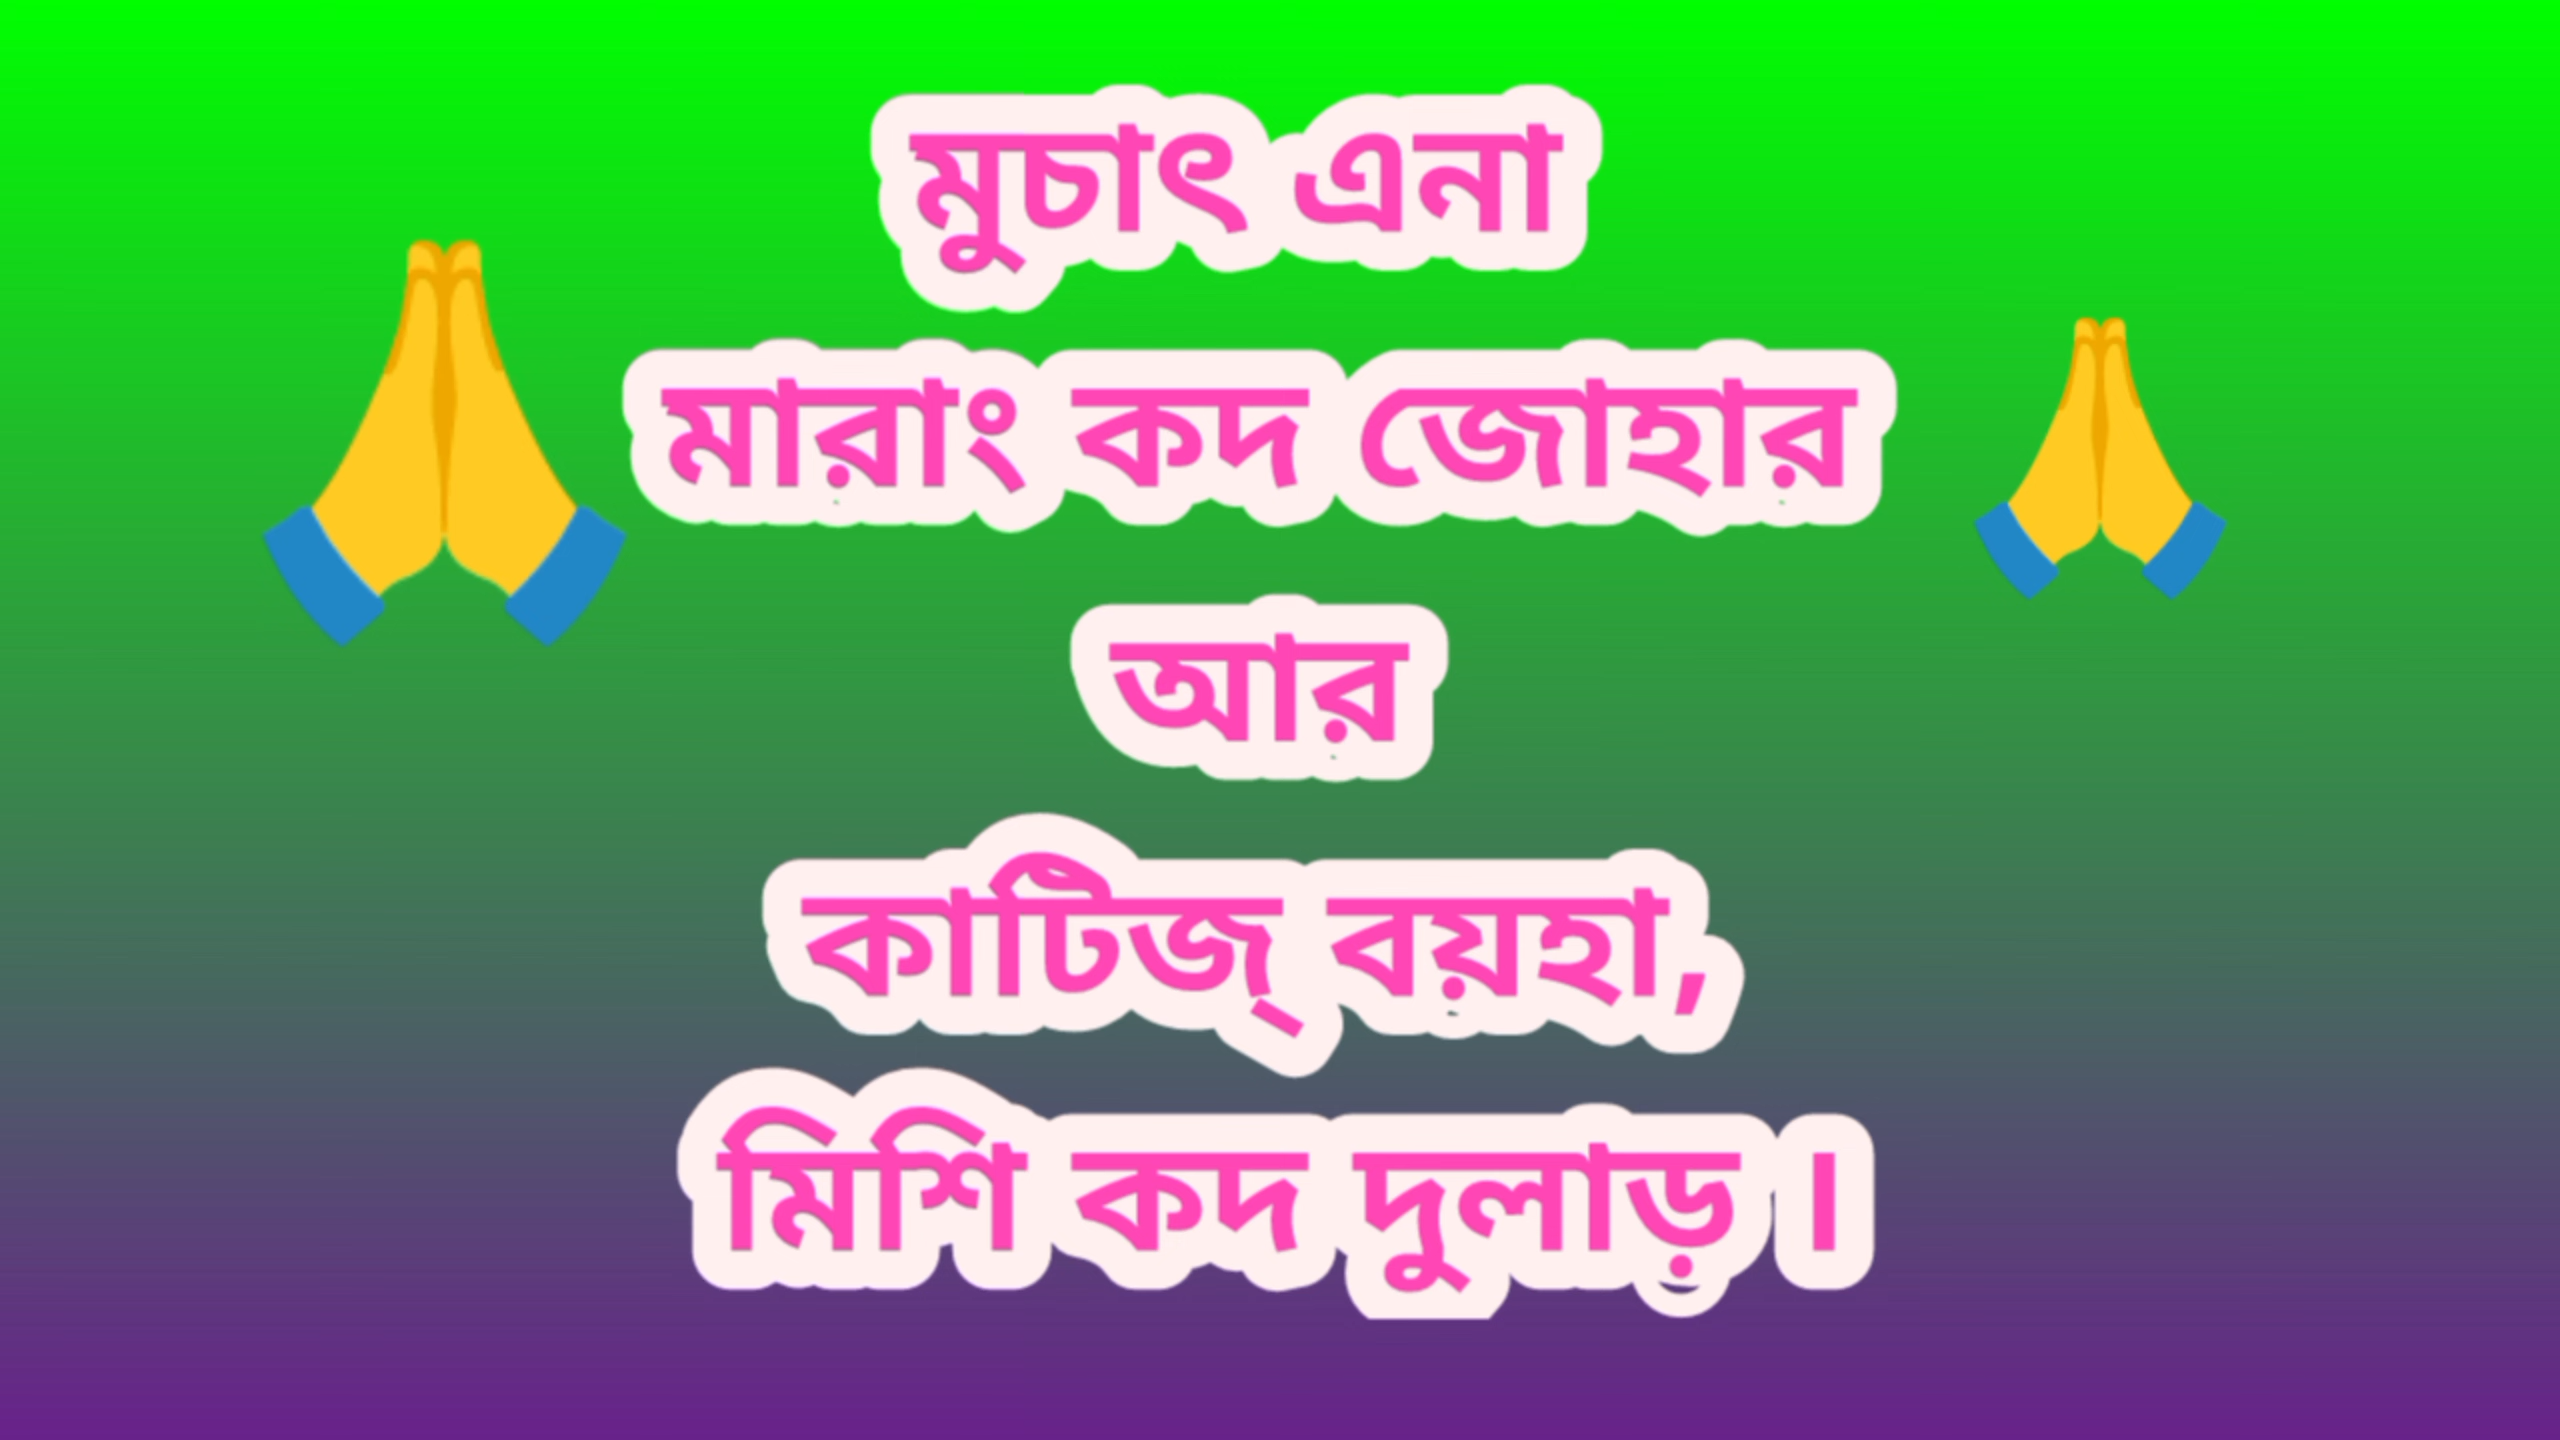 মুচাৎ এনা
মারাং কদ জোহার
আর
কাটিজ্ বয়হা,
মিশি কদ দুলাড়।